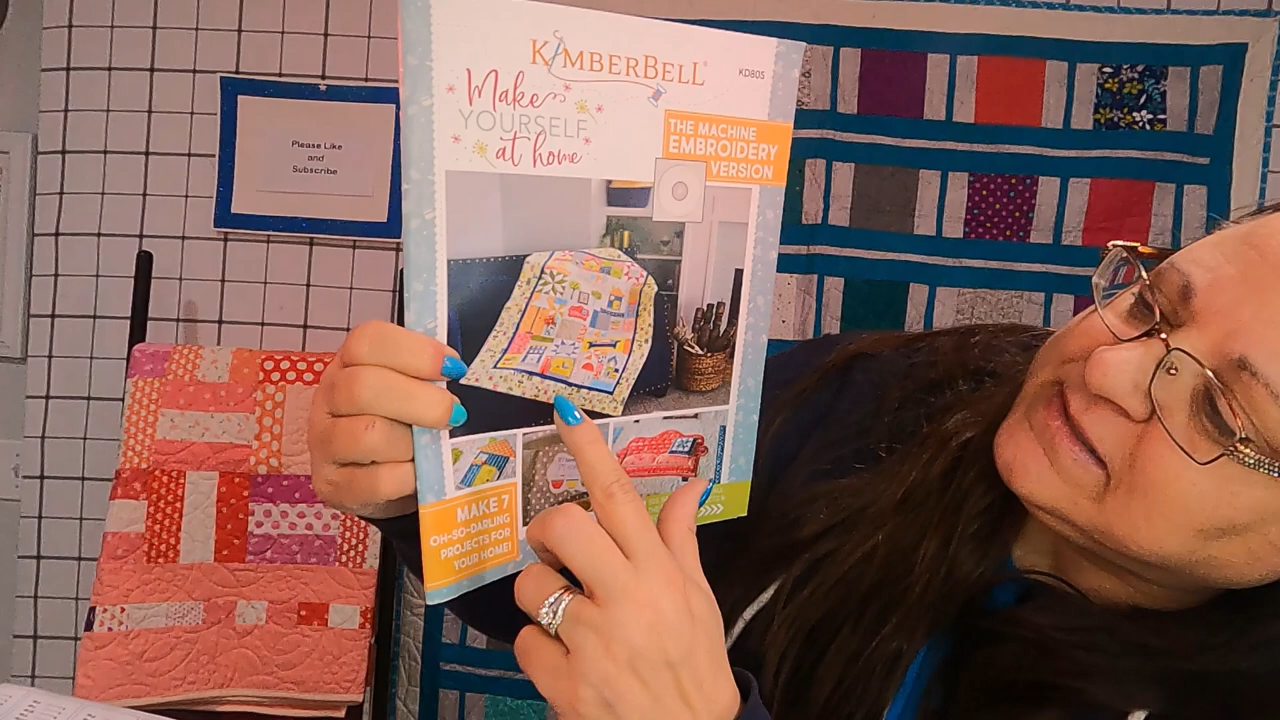 KIMBERBELL
KD805
Make
YOURSELF
at home
THE MACHINE
EMBROIDERY
VERSION
Please Like
and
Subscribe
MAKE 7
OH-SO-DARLING
PROJECTS FOR
YOUR HOME!